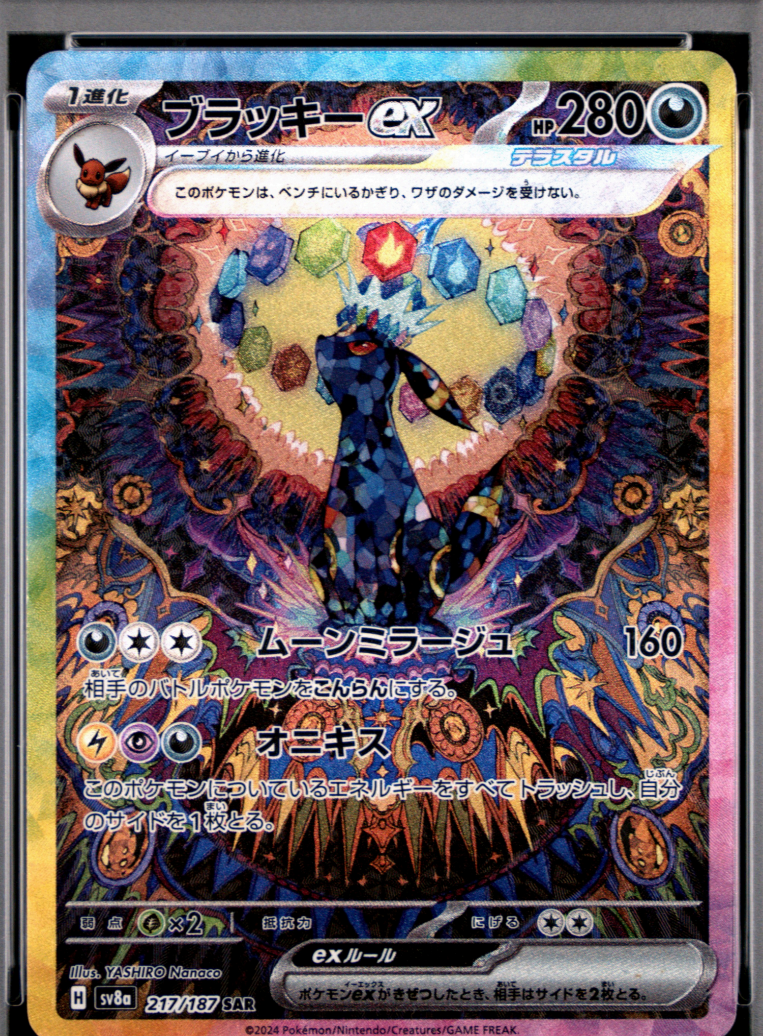 1進化
ブラッキーex
HP280
イーブイから進化
テラスタル
このポケモンは、ベンチにいるかぎり、ワザのダメージを受けない。
ムーンミラージュ 160
相手のバトルポケモンをこんらんにする。
オニキス
このポケモンについているエネルギーをすべてトラッシュし、自分
のサイドを1枚とる。
弱点 ×2 抵抗力 にげる
exルール
ポケモンexがきぜつしたとき、相手はサイドを2枚とる。
Illus. YASHIRO Nanaco
H sv8a 217/187 SAR
©2024 Pokémon/Nintendo/Creatures/GAME FREAK.